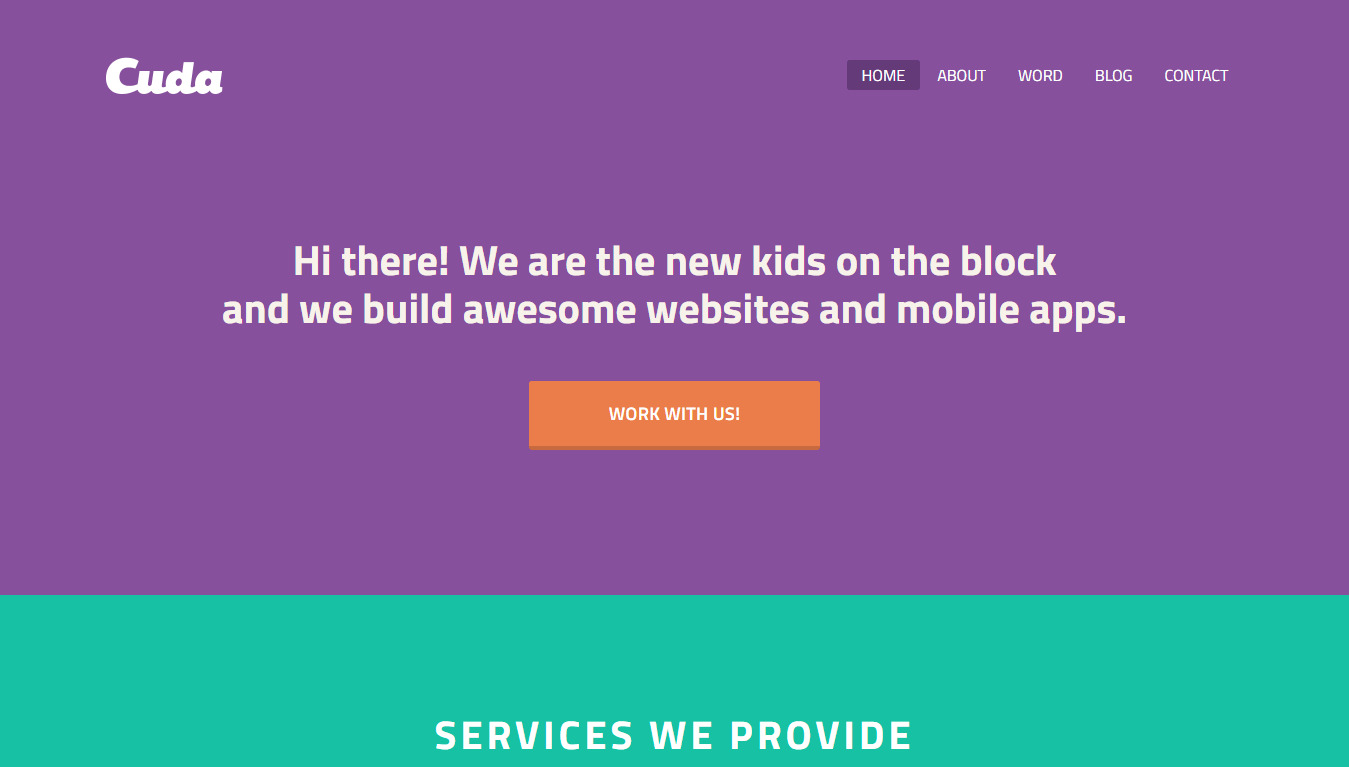 Cuda
HOME ABOUT WORD BLOG CONTACT
Hi there! We are the new kids on the block
and we build awesome websites and mobile apps.
WORK WITH US!
SERVICES WE PROVIDE